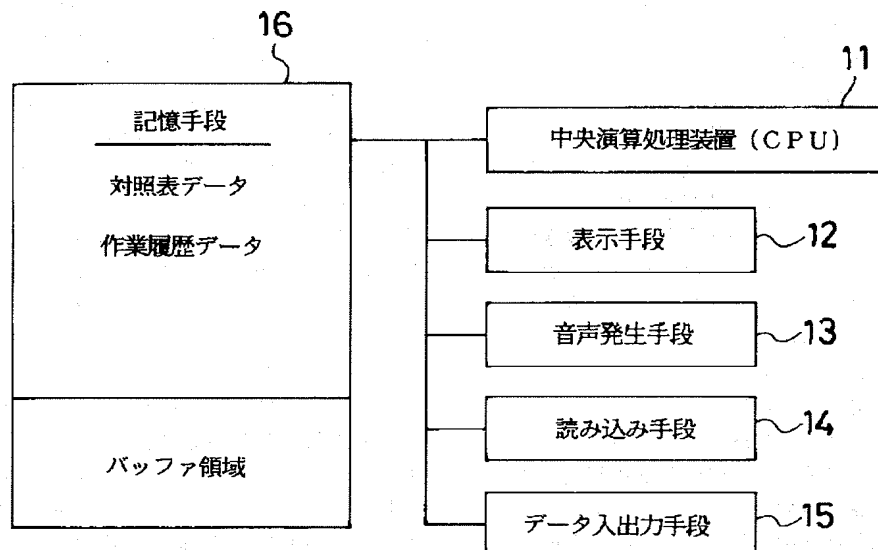 16
記憶手段
対照表データ
作業履歴データ
バッファ領域
11
中央演算処理装置(CPU)
表示手段
12
音声発生手段
13
読み込み手段
14
データ入出力手段
15